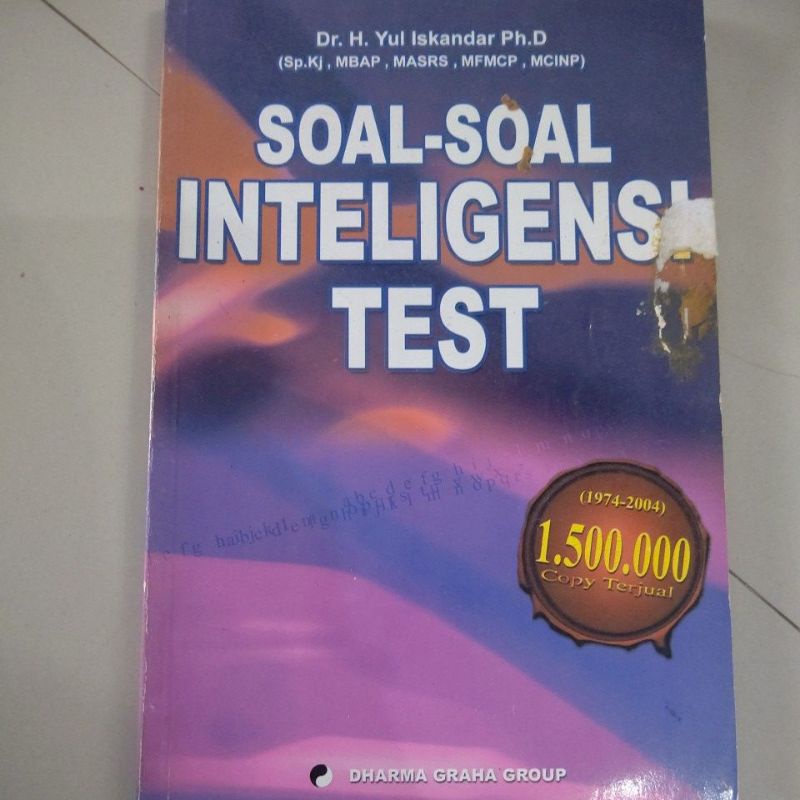 Dr. H. Yul Iskandar Ph.D
(Sp.Kj , MBAP , MASRS , MFMCP , MCINP)
SOAL-SOAL
INTELIGENSI
TEST
(1974-2004)
1.500.000
Copy Terjual
DHARMA GRAHA GROUP